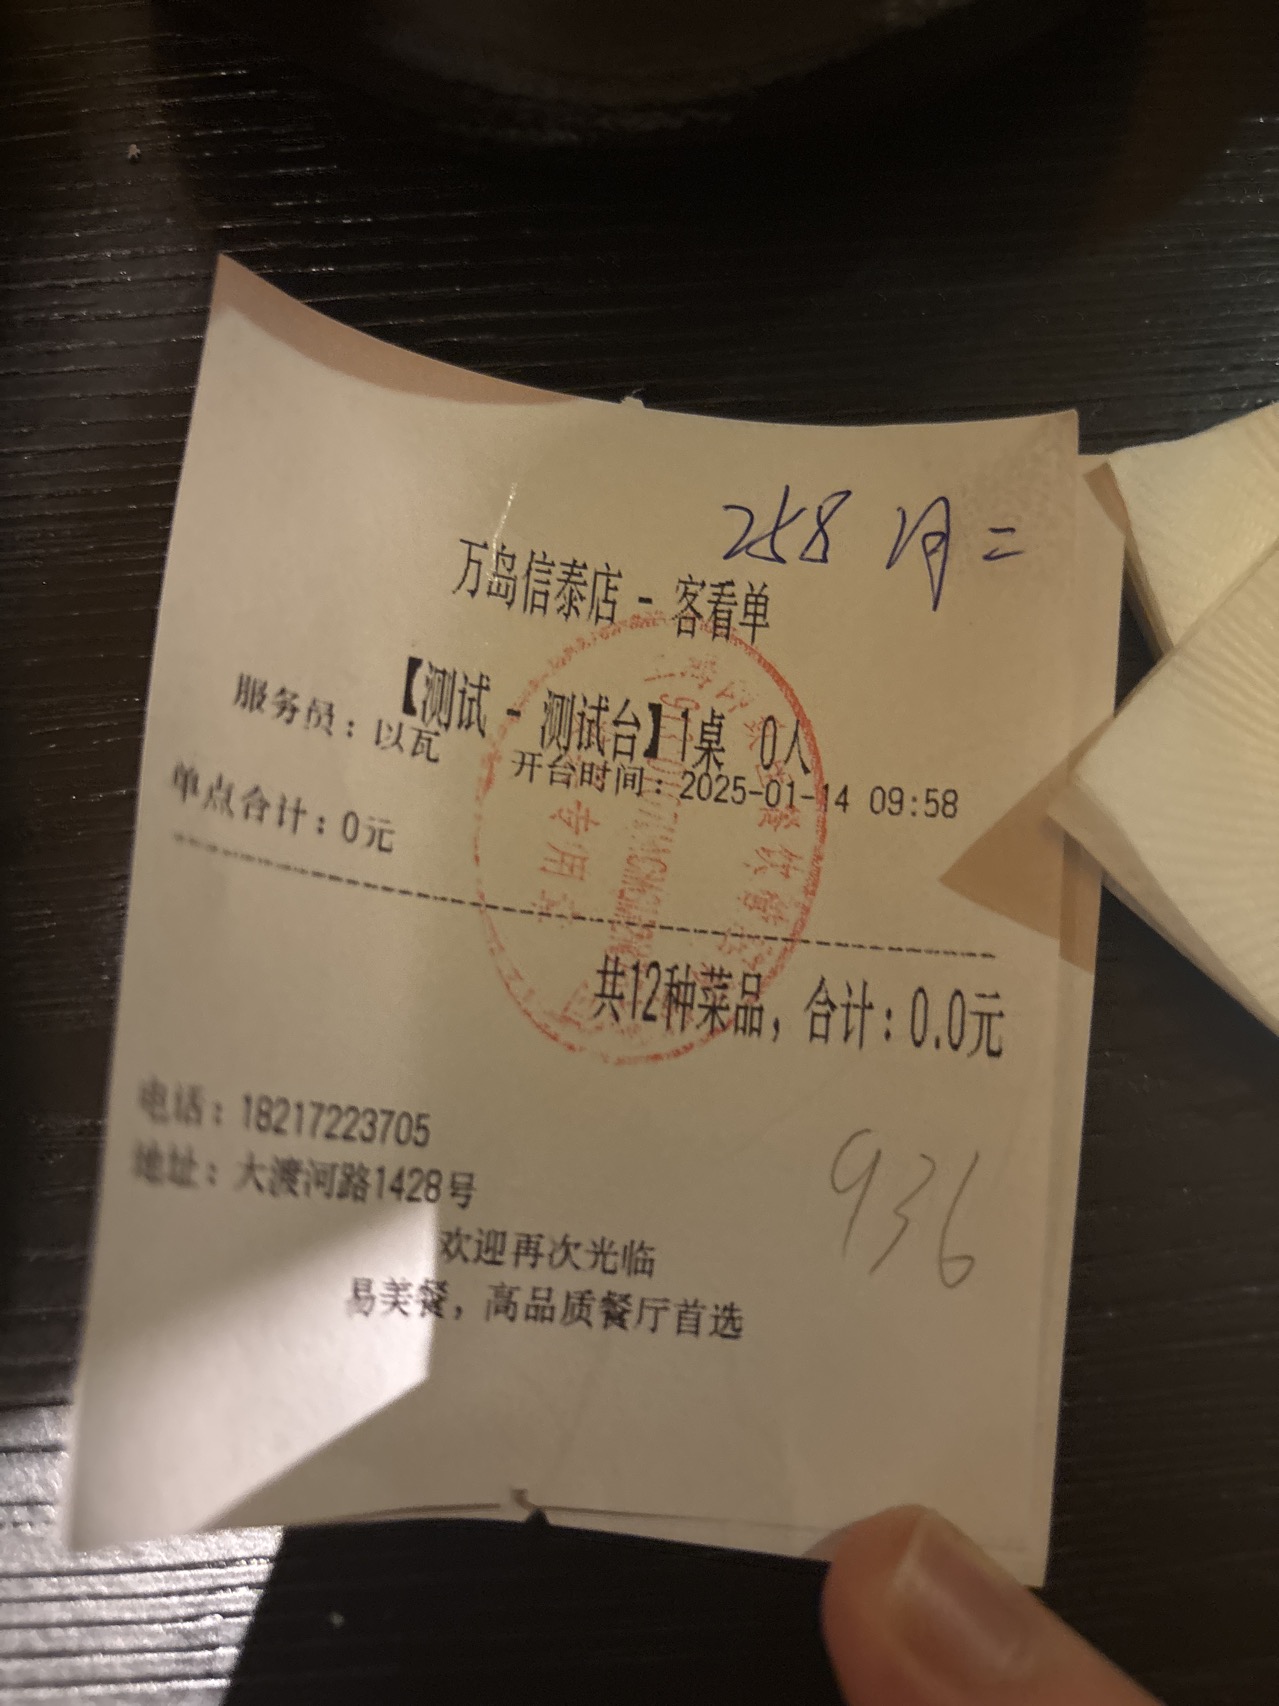 258 月二
万岛信泰店 - 客看单
【测试 - 测试台】1桌 0人
服务员：以瓦
开台时间：2025-01-14 09:58
单点合计：0元
专用
共12种菜品，合计：0.0元
电话：18217223705
地址：大渡河路1428号
936
欢迎再次光临
易美餐，高品质餐厅首选